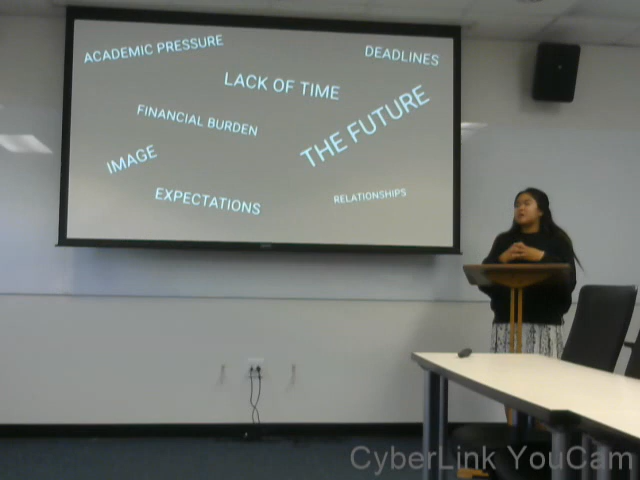 ACADEMIC PRESSURE
DEADLINES
LACK OF TIME
FINANCIAL BURDEN
THE FUTURE
IMAGE
EXPECTATIONS
RELATIONSHIPS
CyberLink YouCam